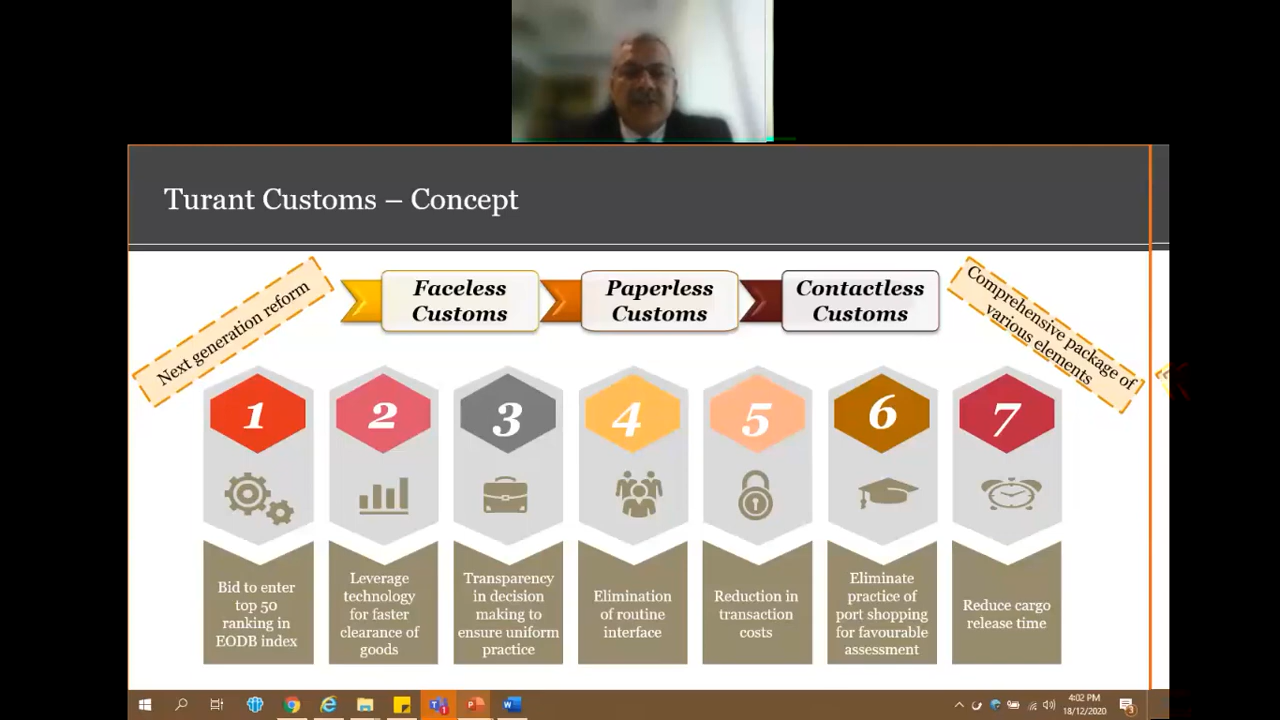 Turant Customs – Concept
Next generation reform
Faceless
Customs
Paperless
Customs
Contactless
Customs
Comprehensive package of
various elements
1
2
3
4
5
6
7
Bid to enter
top 50
ranking in
EODB index
Leverage
technology
for faster
clearance of
goods
Transparency
in decision
making to
ensure uniform
practice
Elimination
of routine
interface
Reduction in
transaction
costs
Eliminate
practice of
port shopping
for favourable
assessment
Reduce cargo
release time
4:02 PM
18/12/2020